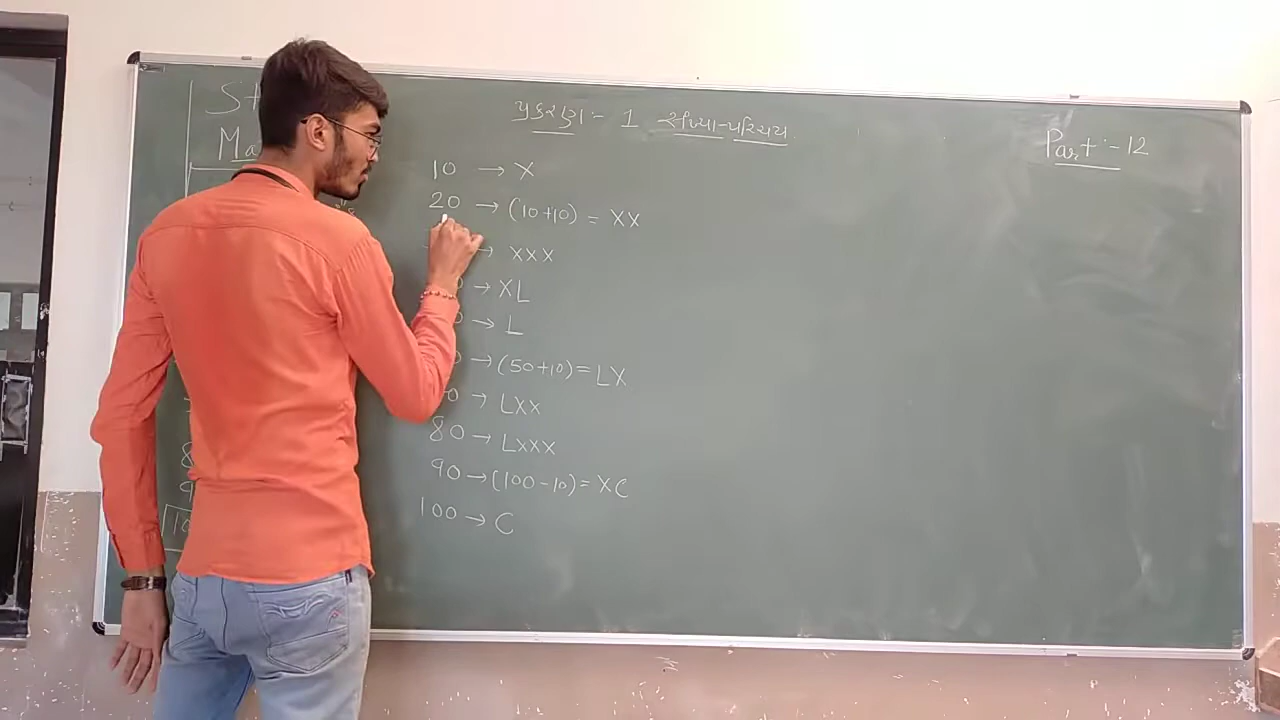 પ્રકરણ :- 1 સંખ્યા-પરિચય
Part :- 12
10 → X
20 → (10+10) = XX
→ XXX
→ XL
→ L
→ (50+10) = LX
→ LXX
80 → LXXX
90 → (100-10) = XC
100 → C